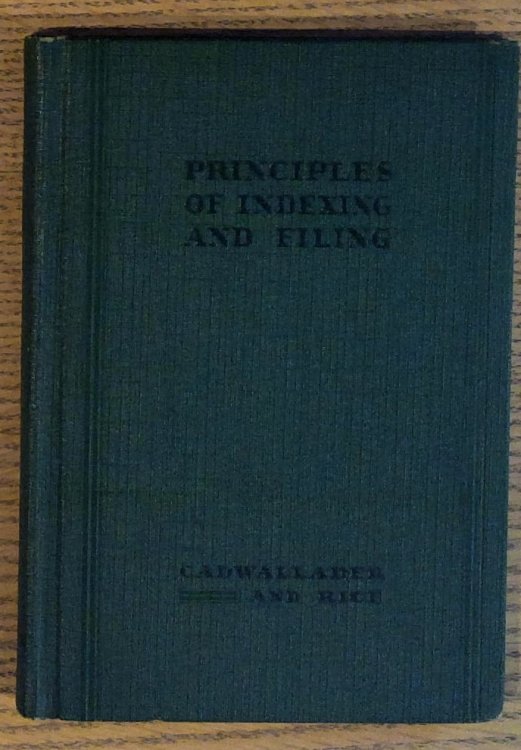 PRINCIPLES
OF INDEXING
AND FILING
CADWALLADER
AND RICE